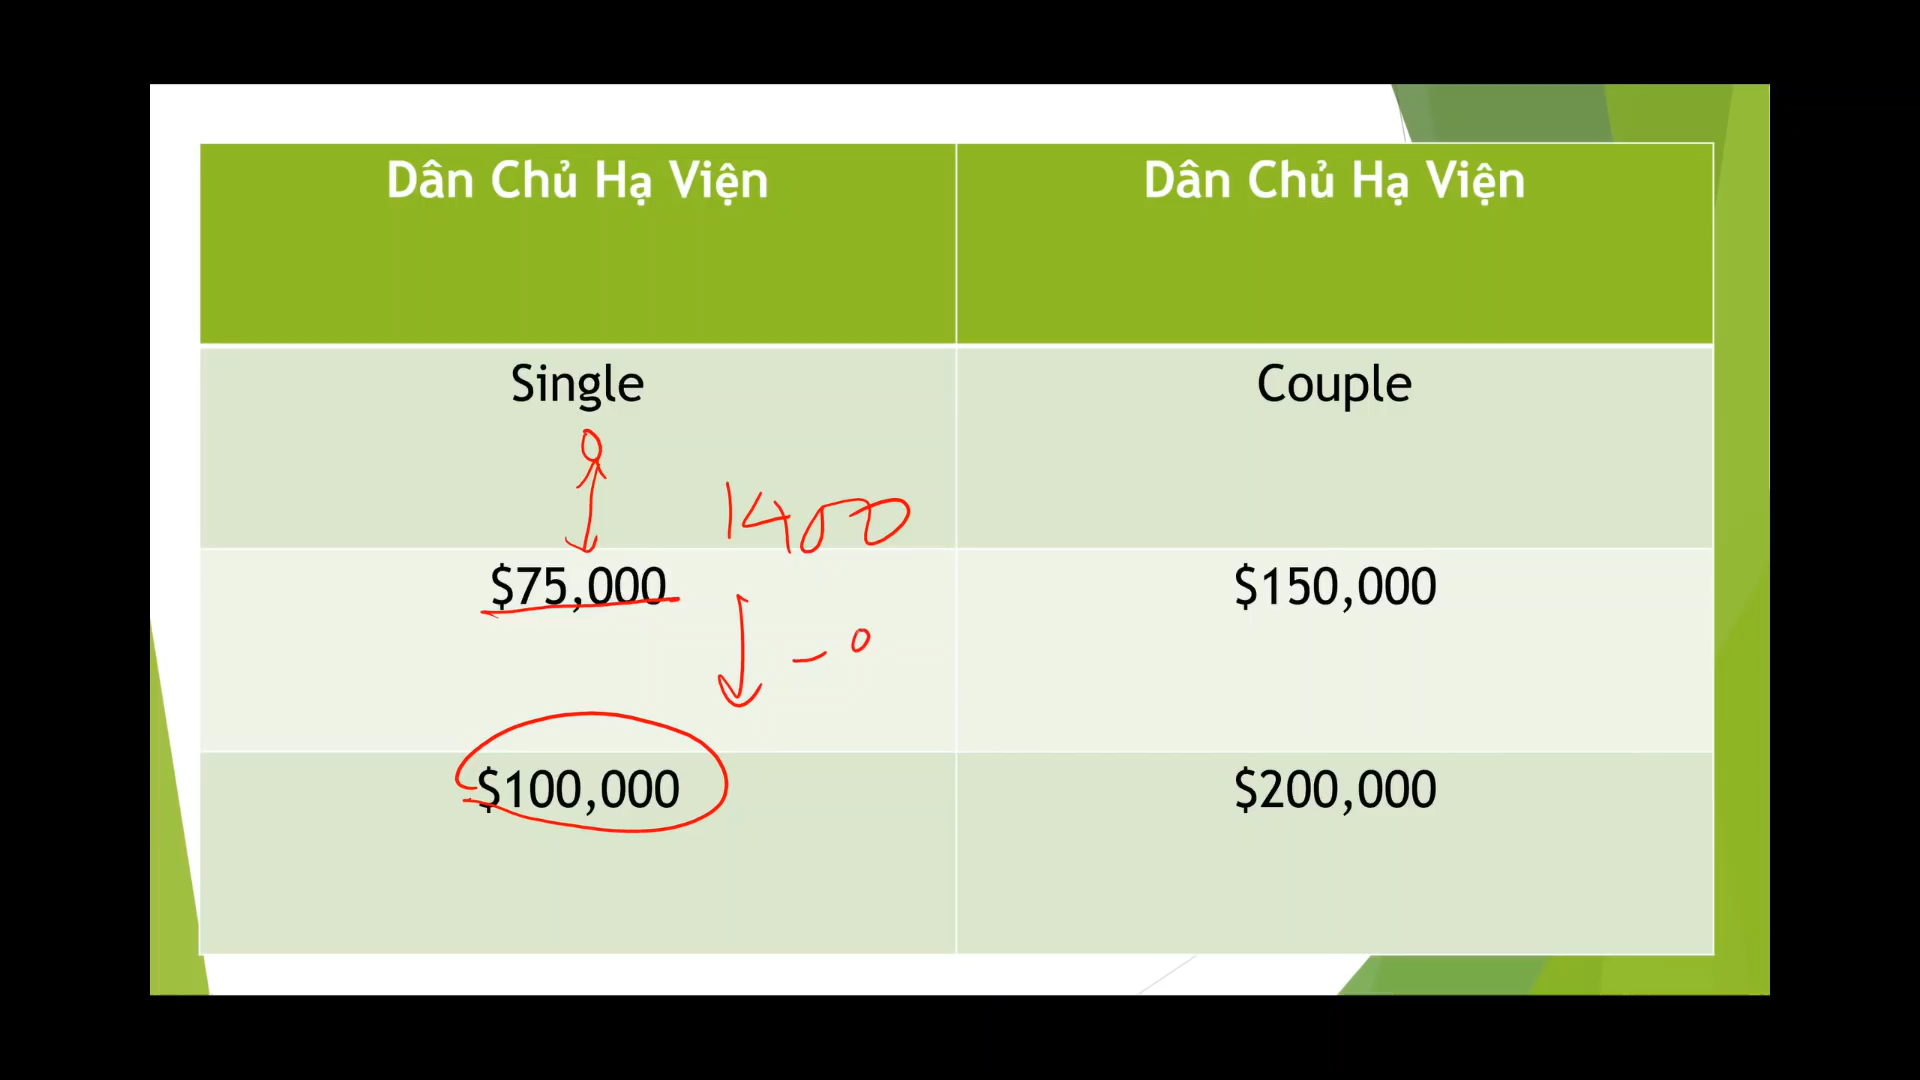 Dân Chủ Hạ Viện
Dân Chủ Hạ Viện
Single
Couple
1400
$75,000
$150,000
- 0
$100,000
$200,000